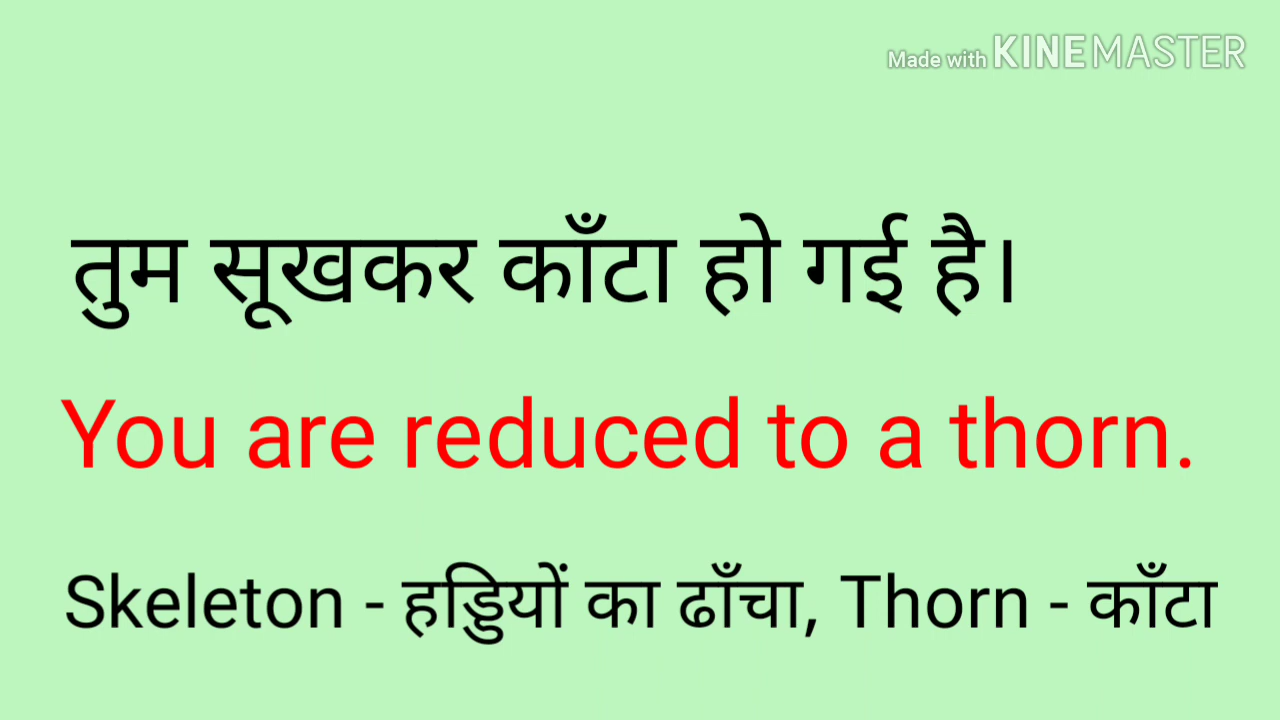 Made with KINEMASTER
तुम सूखकर काँटा हो गई है।
You are reduced to a thorn.
Skeleton - हड्डियों का ढाँचा, Thorn - काँटा